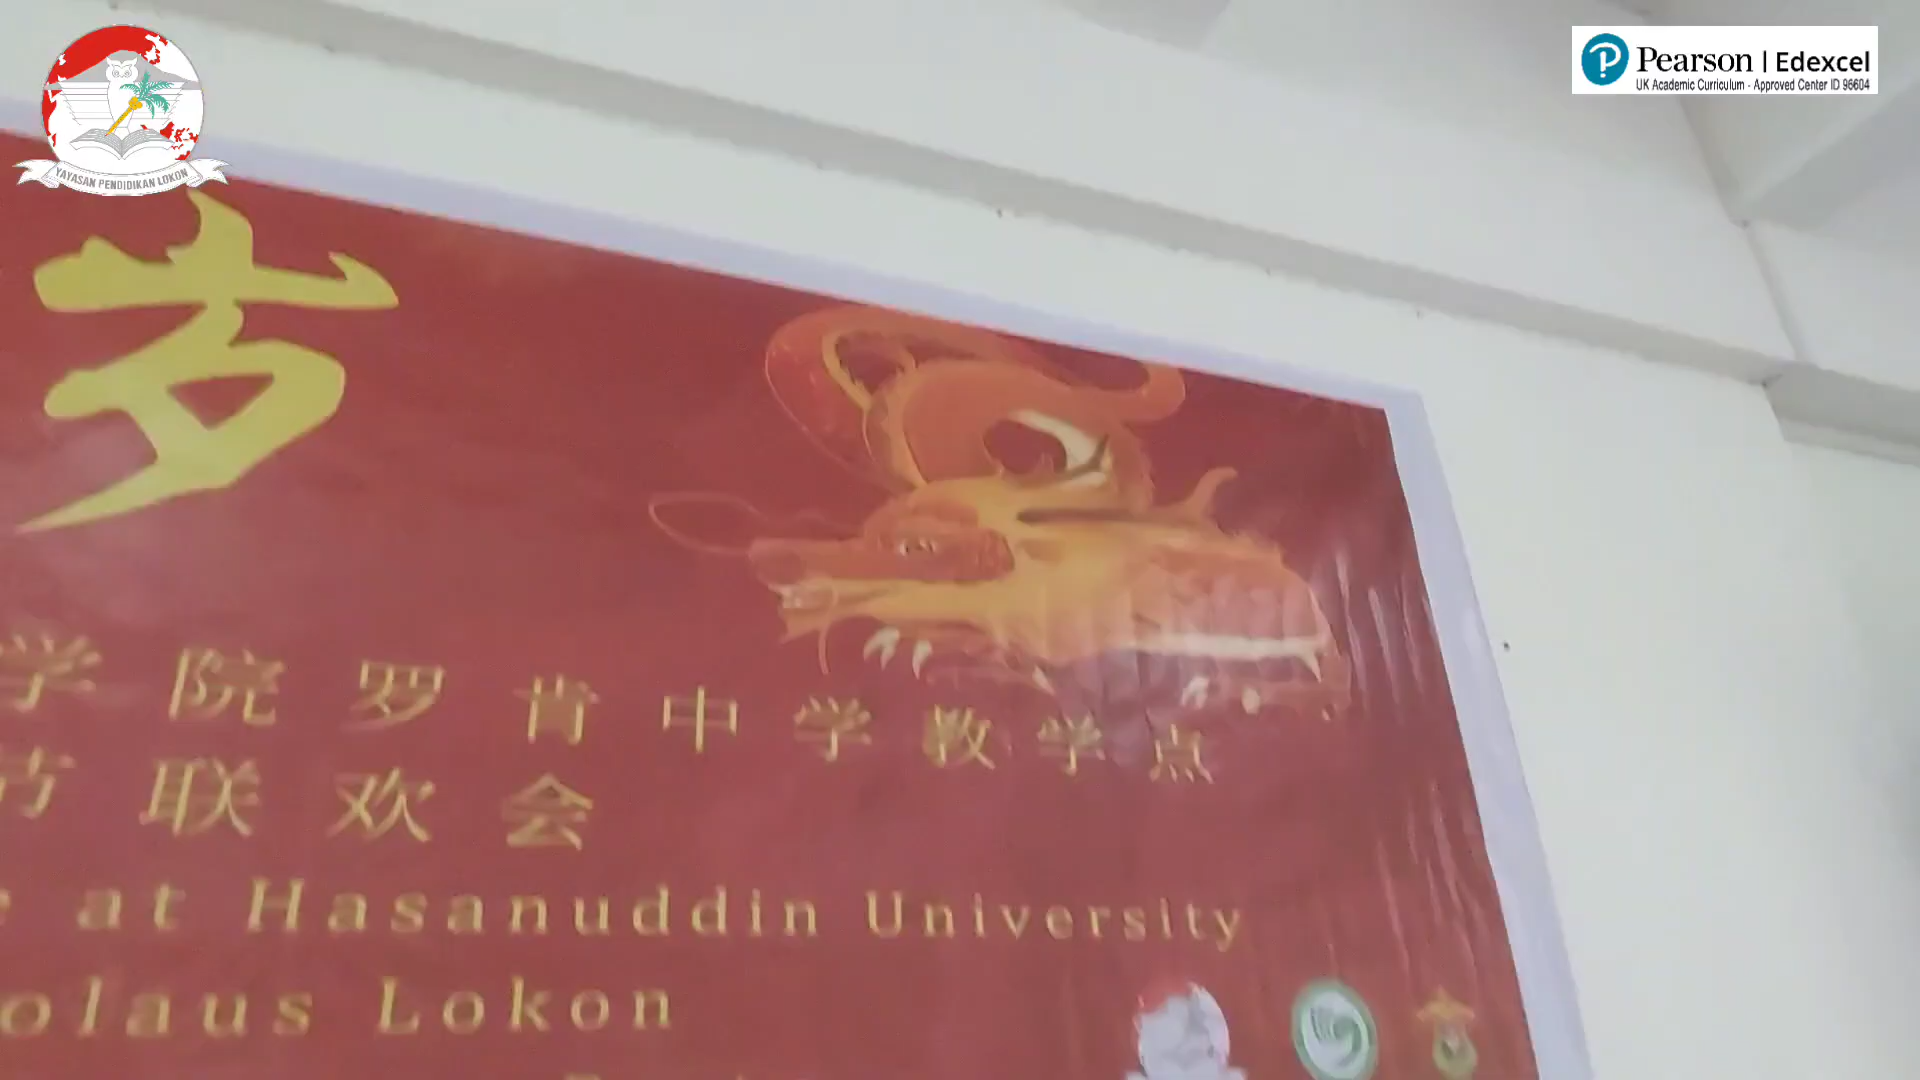 YAYASAN PENDIDIKAN LOKON
Pearson | Edexcel
UK Academic Curriculum - Approved Center ID 96604
岁
学院罗肯中学教学点
节联欢会
e at Hasanuddin University
olaus Lokon